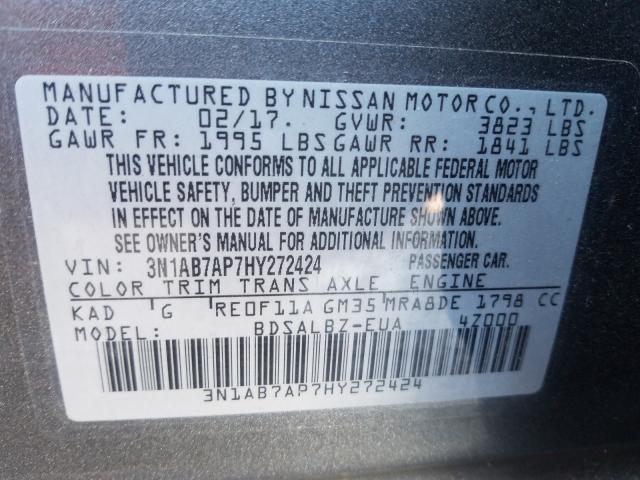 MANUFACTURED BY NISSAN MOTOR CO., LTD.
DATE: 02/17. GVWR: 3823 LBS
GAWR FR: 1995 LBS GAWR RR: 1841 LBS
THIS VEHICLE CONFORMS TO ALL APPLICABLE FEDERAL MOTOR
VEHICLE SAFETY, BUMPER AND THEFT PREVENTION STANDARDS
IN EFFECT ON THE DATE OF MANUFACTURE SHOWN ABOVE.
SEE OWNER'S MANUAL FOR ADDITIONAL INFORMATION.
VIN: 3N1AB7AP7HY272424 PASSENGER CAR.
COLOR TRIM TRANS AXLE ENGINE
KAD G RE0F11A GM35 MRA8DE 1798 CC
MODEL: BDSALBZ-EUA 4Z000
3N1AB7AP7HY272424